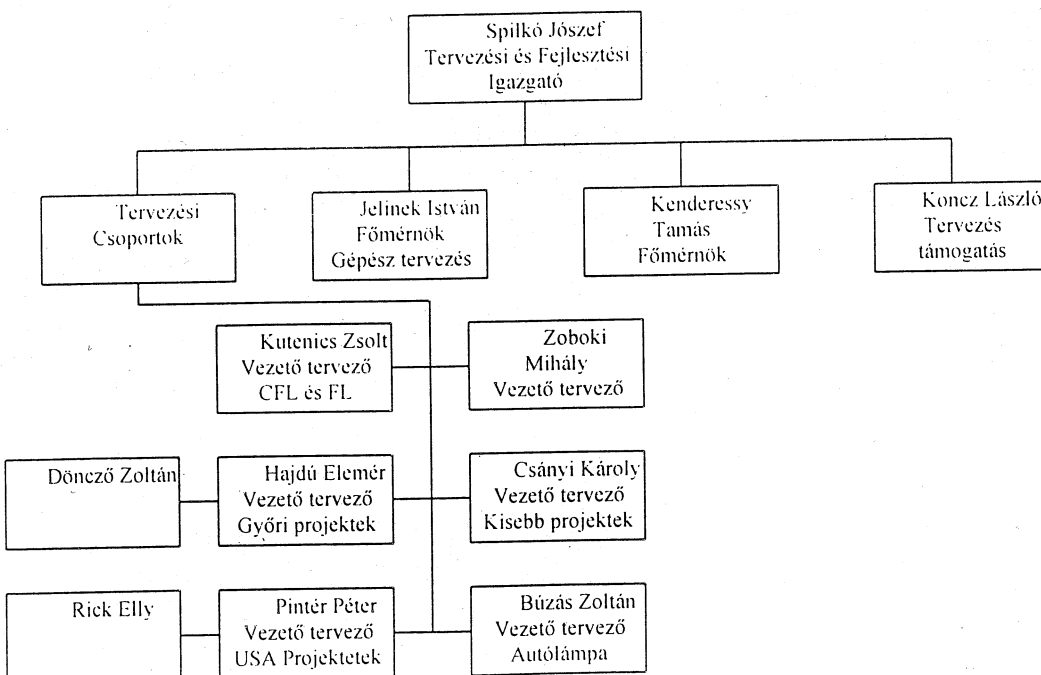 Spilkó Jószef
Tervezési és Fejlesztési
Igazgató
Tervezési
Csoportok
Jelinek István
Főmérnök
Gépész tervezés
Kenderessy
Tamás
Főmérnök
Koncz László
Tervezés
támogatás
Kutenics Zsolt
Vezető tervező
CFL és FL
Zoboki
Mihály
Vezető tervező
Döncző Zoltán
Hajdú Elemér
Vezető tervező
Győri projektek
Csányi Károly
Vezető tervező
Kisebb projektek
Rick Elly
Pintér Péter
Vezető tervező
USA Projektetek
Búzás Zoltán
Vezető tervező
Autólámpa